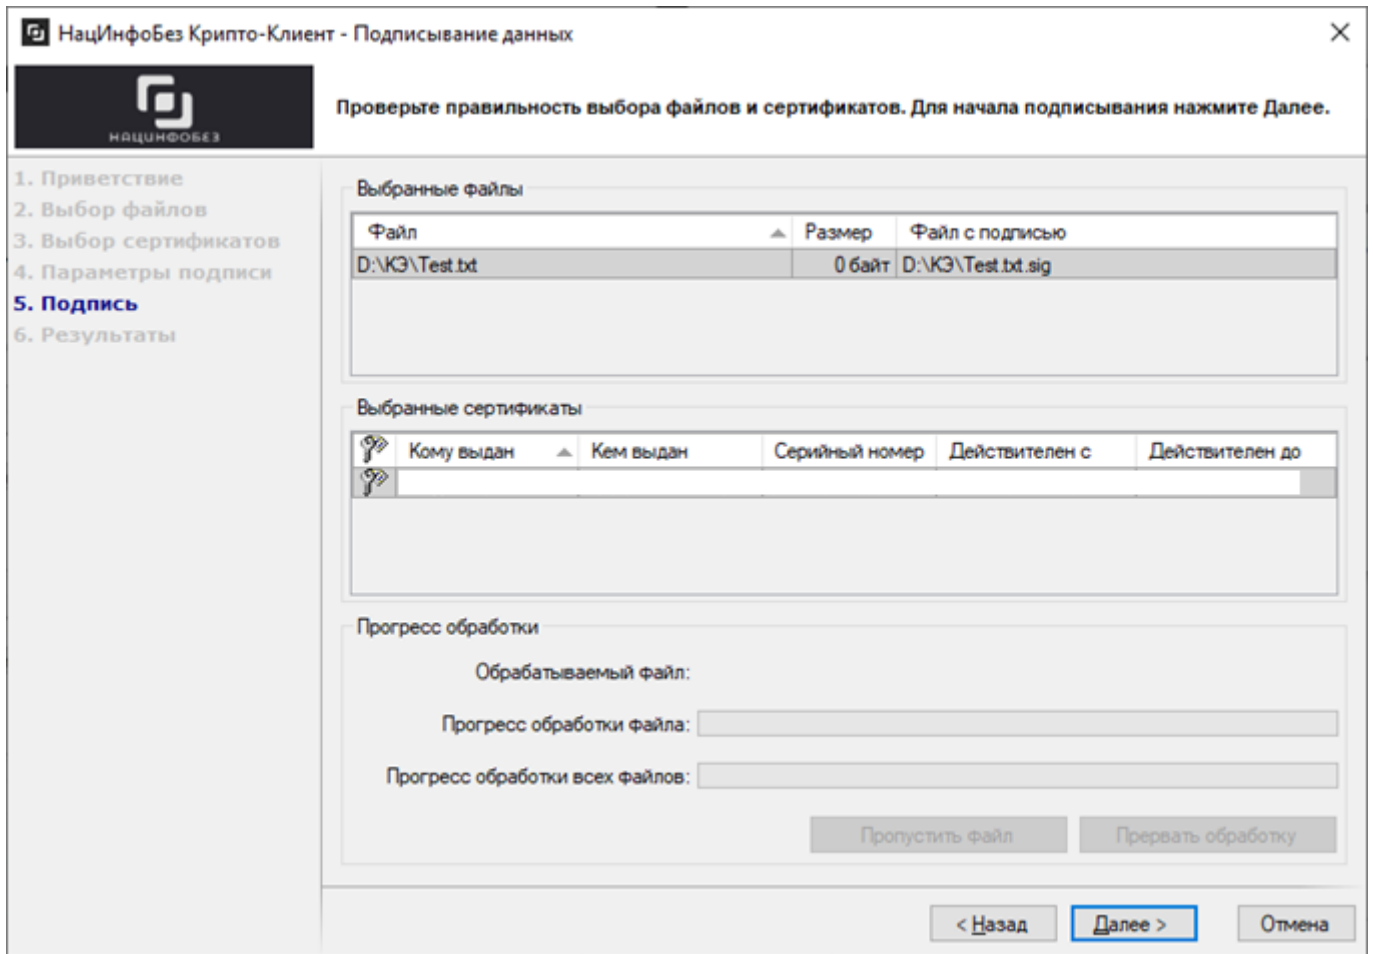 НацИнфоБез Крипто-Клиент - Подписывание данных
НАЦИНФОБЕЗ
Проверьте правильность выбора файлов и сертификатов. Для начала подписывания нажмите Далее.
1. Приветствие
2. Выбор файлов
3. Выбор сертификатов
4. Параметры подписи
5. Подпись
6. Результаты
Выбранные файлы
Файл Размер Файл с подписью
D:\КЭ\Test.txt 0 байт D:\КЭ\Test.txt.sig
Выбранные сертификаты
Кому выдан Кем выдан Серийный номер Действителен с Действителен до
Прогресс обработки
Обрабатываемый файл:
Прогресс обработки файла:
Прогресс обработки всех файлов:
Пропустить файл Прервать обработку
< Назад Далее > Отмена